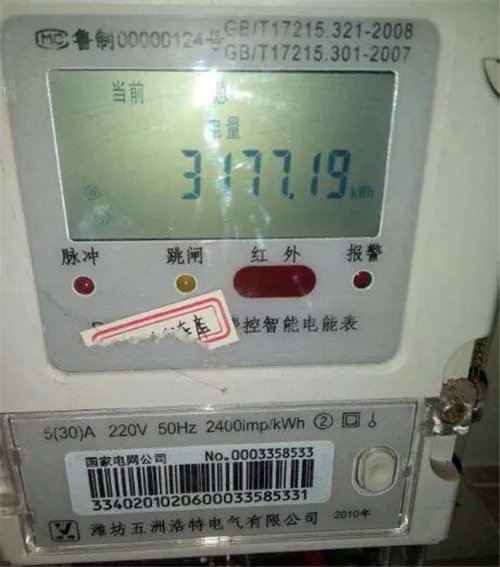 MC 鲁制00000124号 GB/T17215.321-2008
GB/T17215.301-2007
当前 总
电量
3177.19 kWh
脉冲 跳闸 红外 报警
控智能电能表
5(30)A 220V 50Hz 2400imp/kWh ②
国家电网公司 No.0003358533
3340201020600033585331
潍坊五洲浩特电气有限公司 2010年